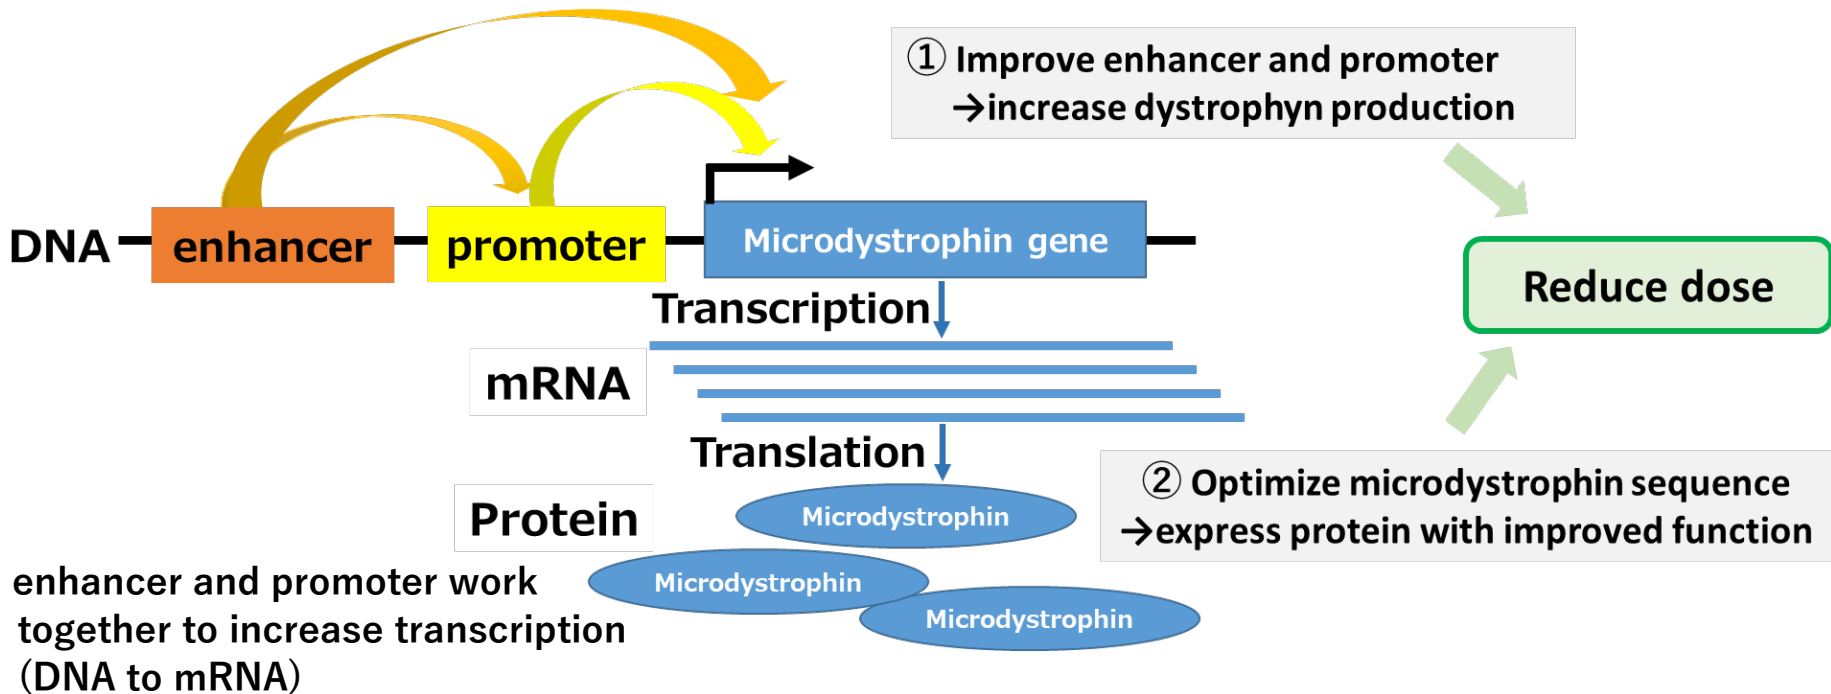 ① Improve enhancer and promoter
→increase dystrophyn production
DNA
enhancer
promoter
Microdystrophin gene
Reduce dose
Transcription
mRNA
Translation
② Optimize microdystrophin sequence
→express protein with improved function
Protein
Microdystrophin
Microdystrophin
Microdystrophin
enhancer and promoter work
together to increase transcription
(DNA to mRNA)